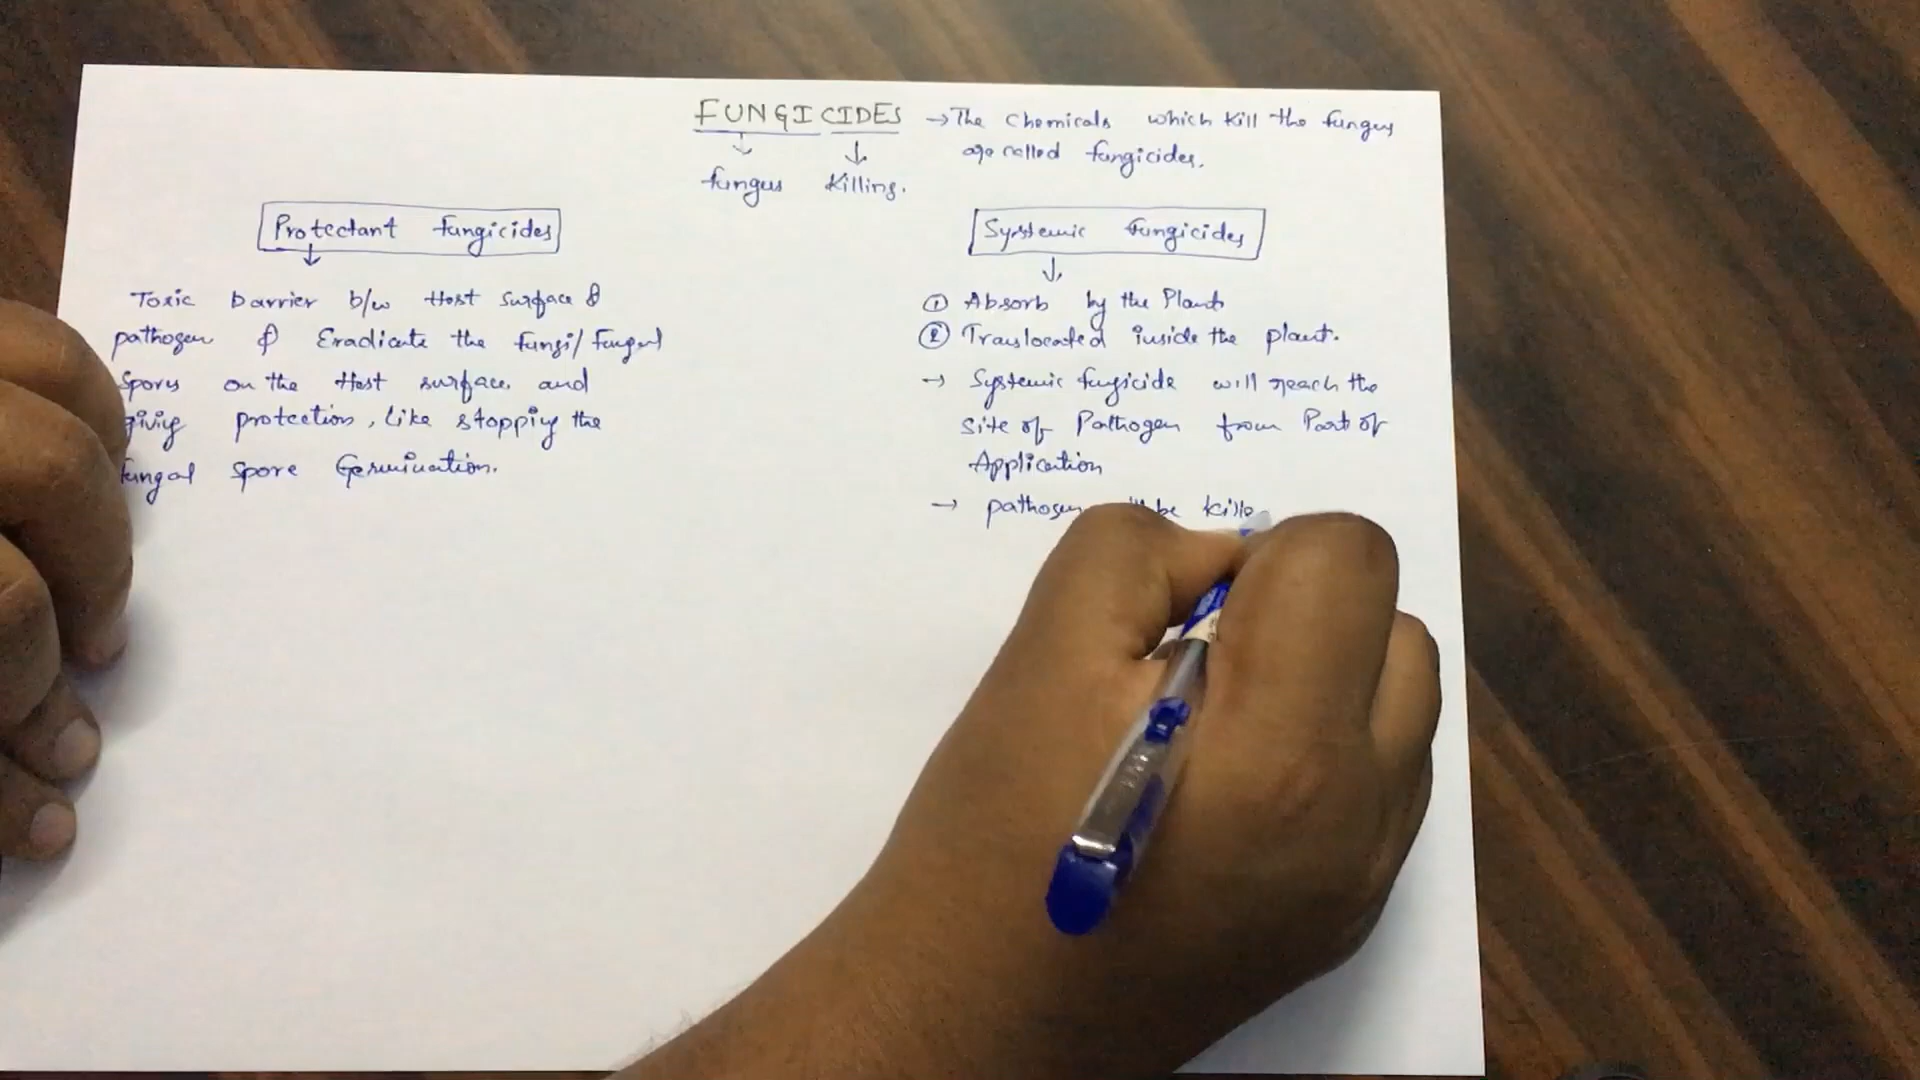 FUNGICIDES → The chemicals which kill the fungus
are called fungicides.
fungus killing.
Protectant fungicides
Toxic barrier b/w Host surface &
pathogen & Eradicate the fungi/fungal
spores on the Host surface and
giving protection, like stopping the
fungal spore Germination.
Systemic fungicides
① Absorb by the Plants
② Translocated inside the plant.
→ Systemic fungicide will reach the
site of Pathogen from Part of
Application
→ pathogen be kille